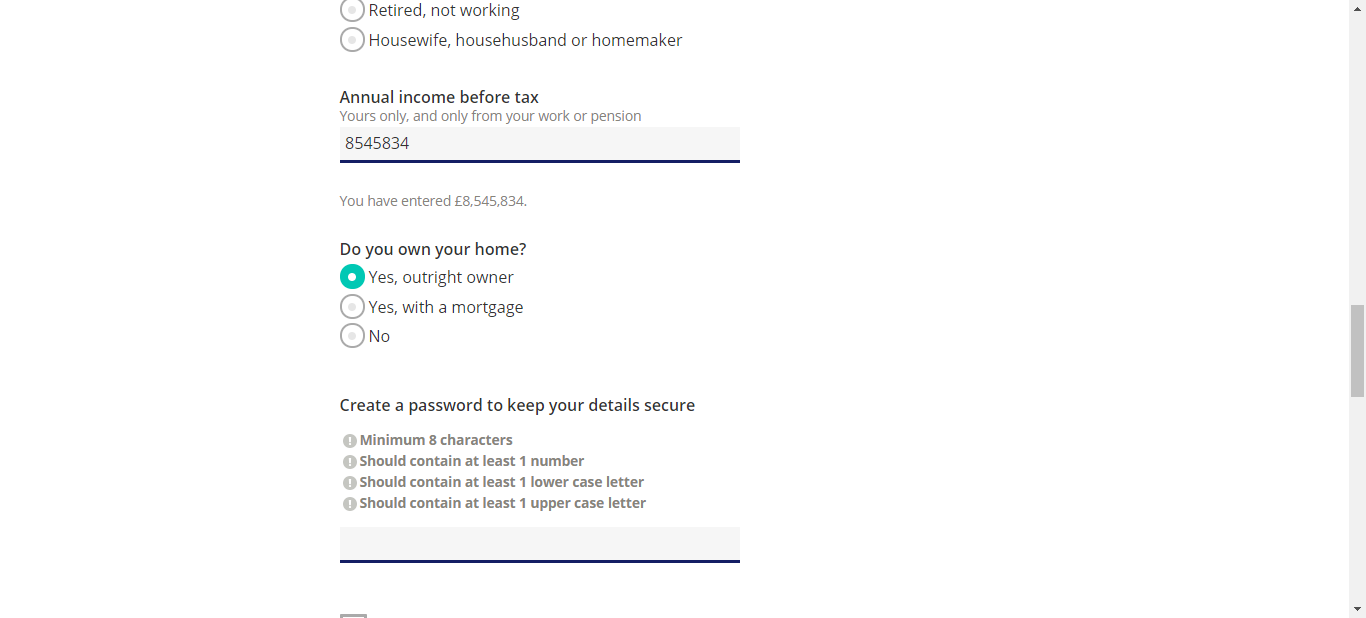 Retired, not working
Housewife, househusband or homemaker
Annual income before tax
Yours only, and only from your work or pension
8545834
You have entered £8,545,834.
Do you own your home?
Yes, outright owner
Yes, with a mortgage
No
Create a password to keep your details secure
Minimum 8 characters
Should contain at least 1 number
Should contain at least 1 lower case letter
Should contain at least 1 upper case letter